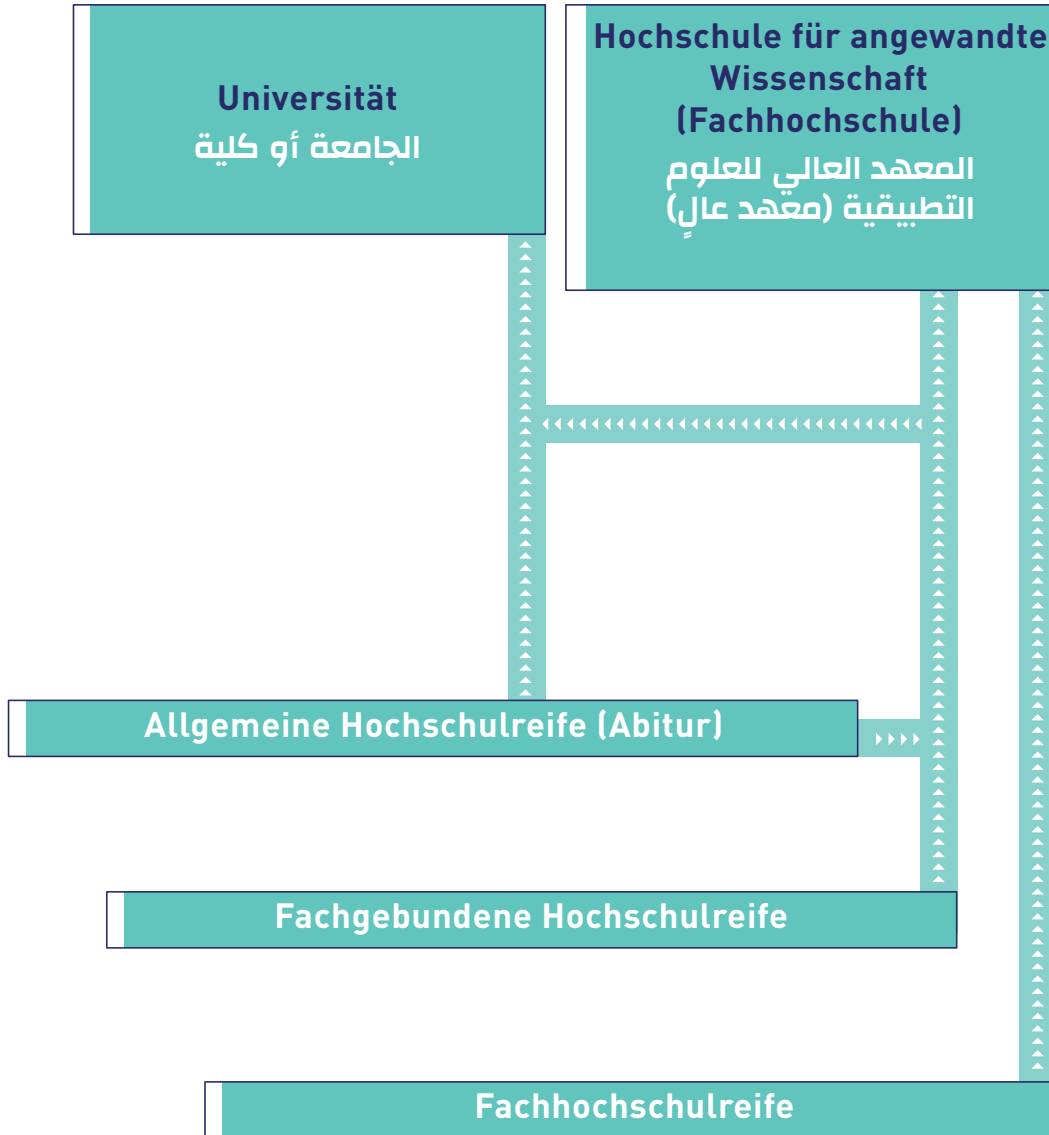 Universität
الجامعة أو كلية
Hochschule für angewandte
Wissenschaft
(Fachhochschule)
المعهد العالي للعلوم
التطبيقية (معهد عالٍ)
Allgemeine Hochschulreife (Abitur)
Fachgebundene Hochschulreife
Fachhochschulreife